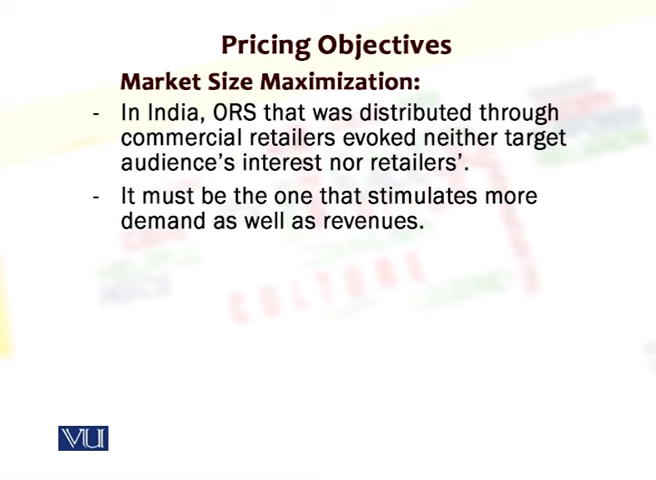 Pricing Objectives
Market Size Maximization:
- In India, ORS that was distributed through
commercial retailers evoked neither target
audience’s interest nor retailers’.
- It must be the one that stimulates more
demand as well as revenues.
CULTURE
VU